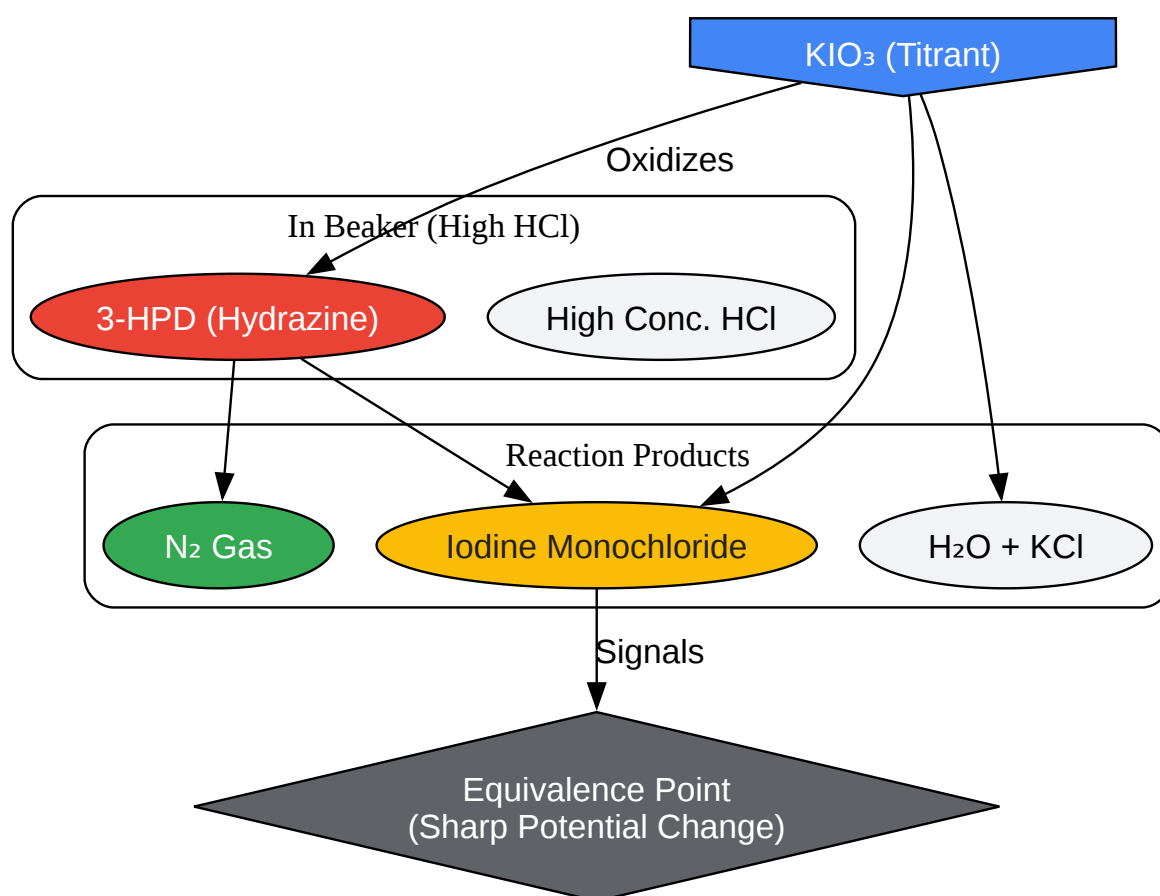 KIO₃ (Titrant)
Oxidizes
In Beaker (High HCl)
3-HPD (Hydrazine)
High Conc. HCl
Reaction Products
N₂ Gas
Iodine Monochloride
H₂O + KCl
Signals
Equivalence Point
(Sharp Potential Change)